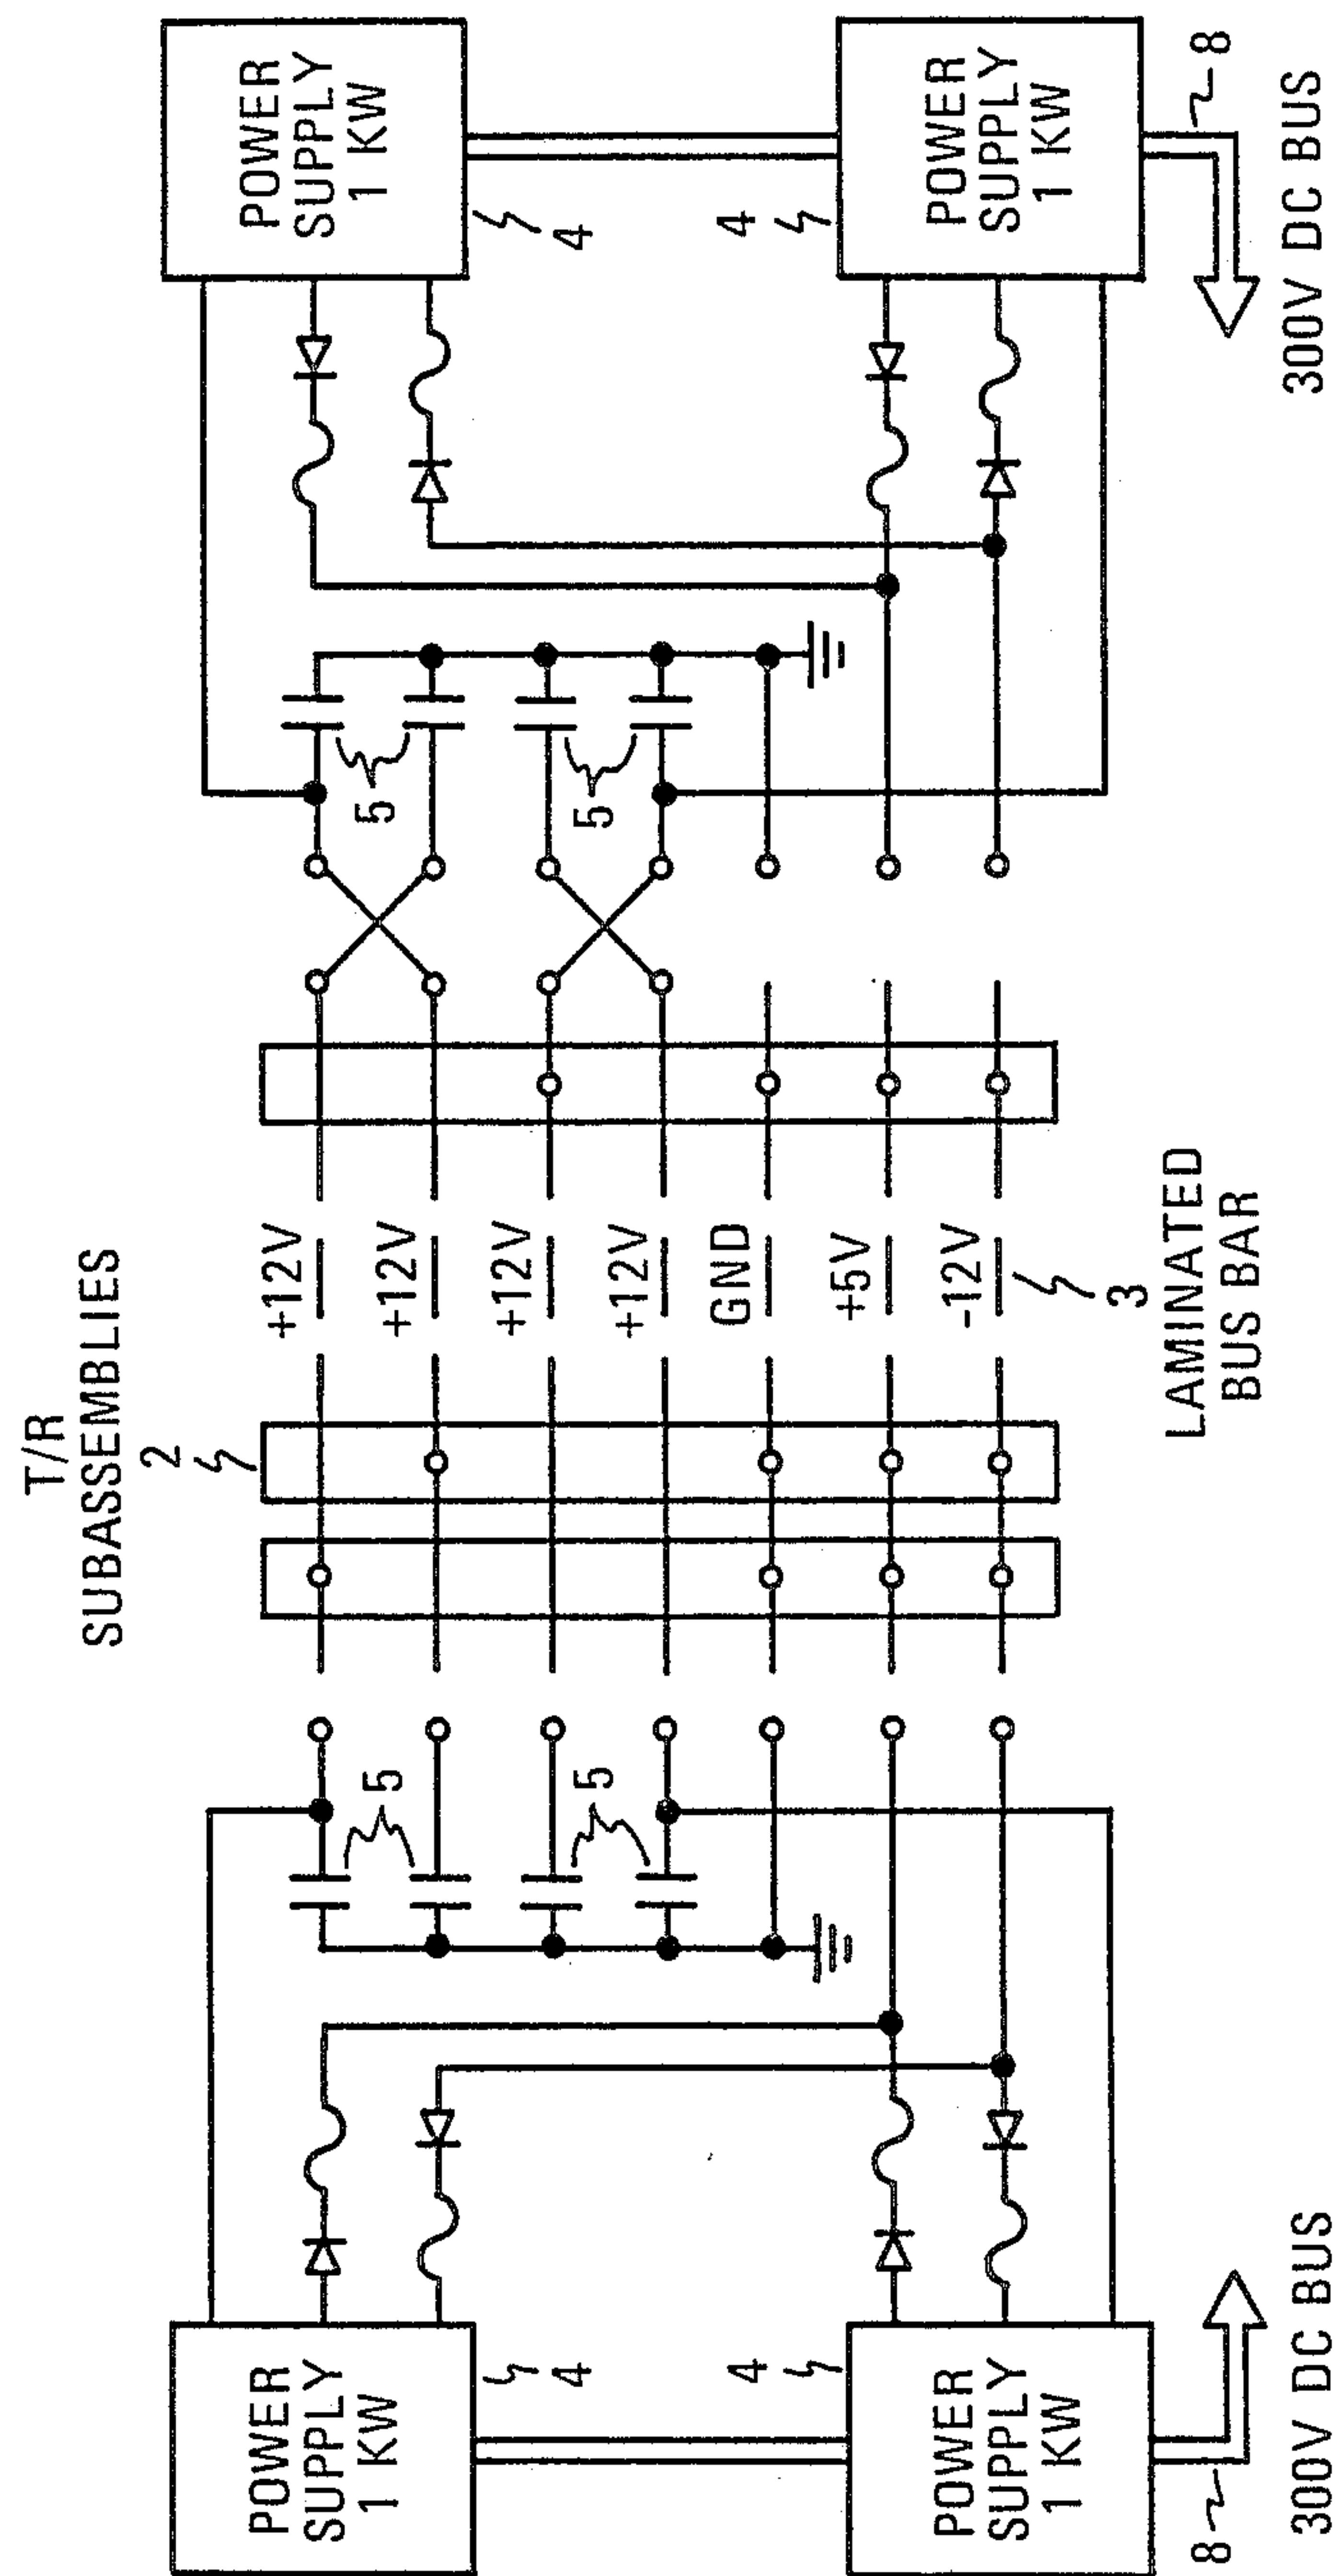 T/R
SUBASSEMBLIES
2
POWER
SUPPLY
1 KW
4
5
5
+12V
+12V
+12V
+12V
GND
+5V
-12V
5
5
POWER
SUPPLY
1 KW
4
4
POWER
SUPPLY
1 KW
8
300V DC BUS
3
LAMINATED
BUS BAR
4
POWER
SUPPLY
1 KW
8
300V DC BUS